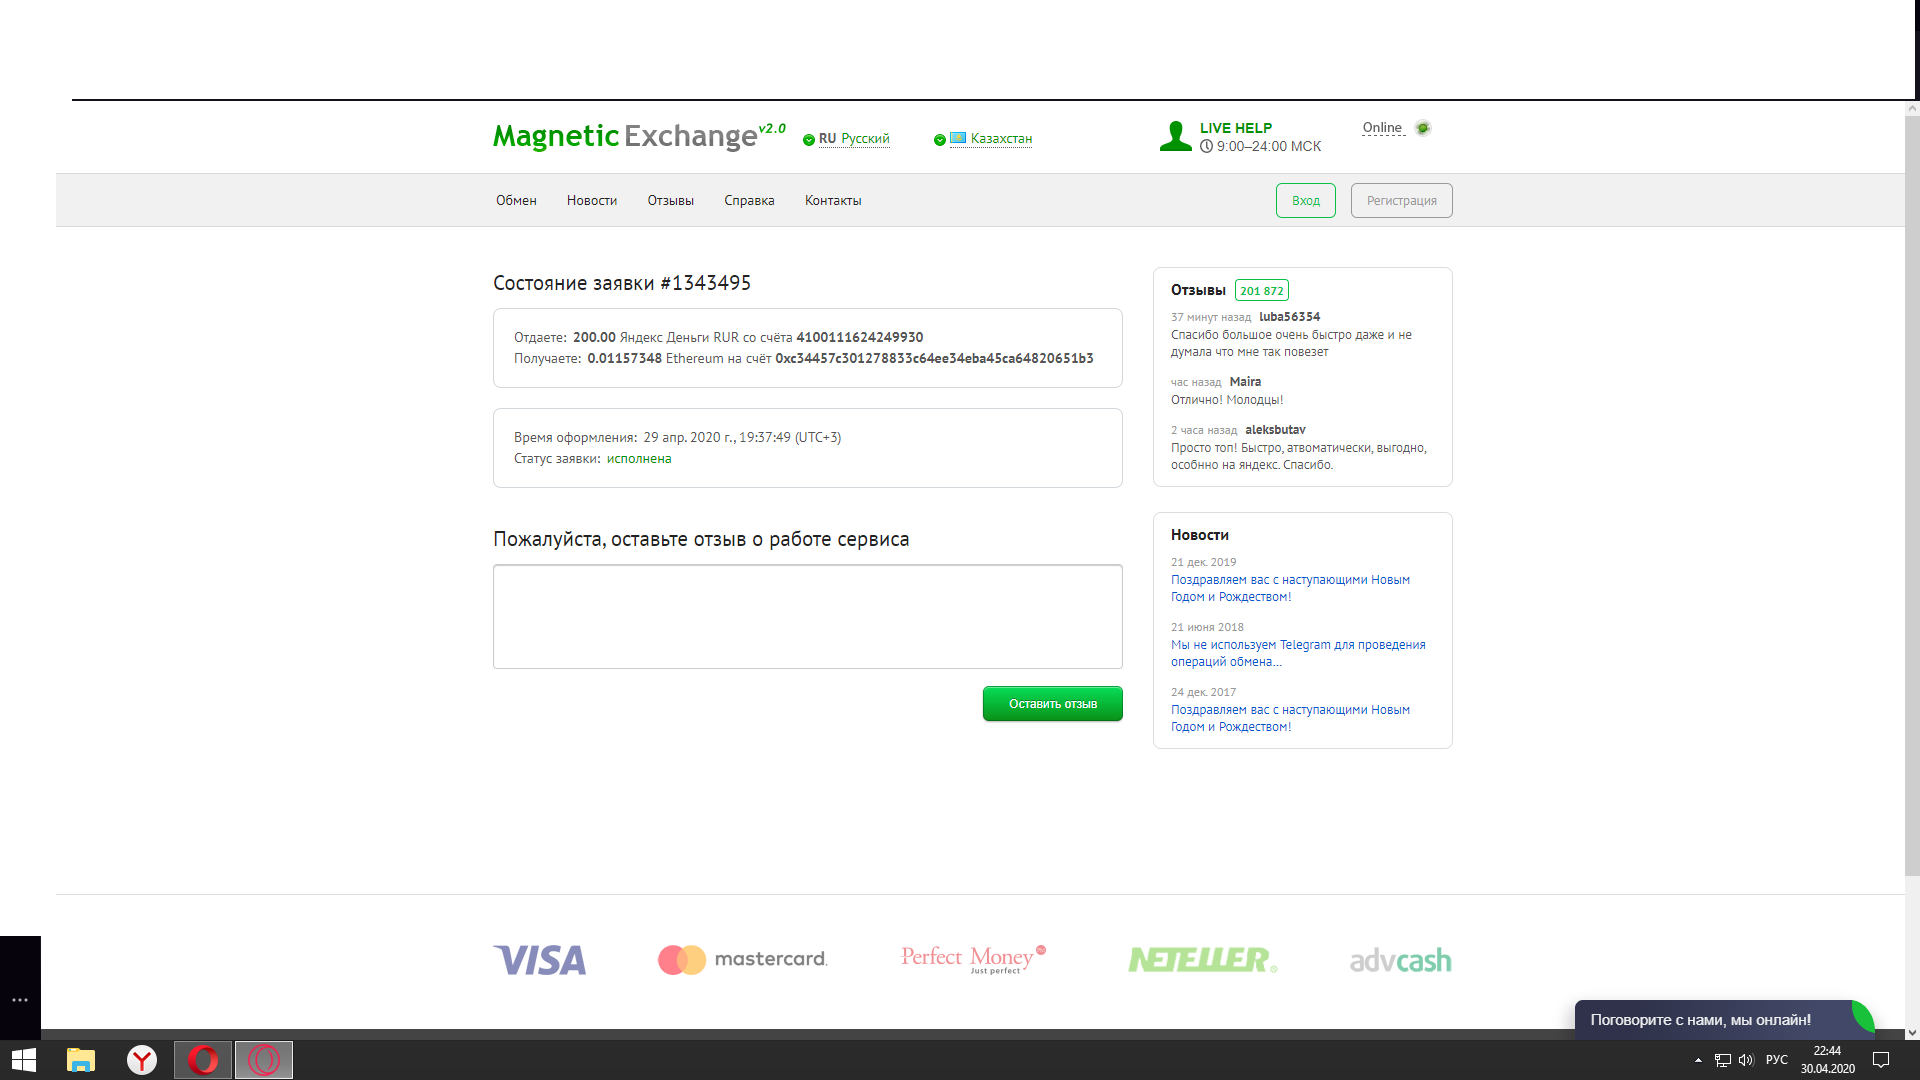 Magnetic Exchange v2.0
RU Русский
Казахстан
LIVE HELP
9:00–24:00 МСК
Online
Обмен
Новости
Отзывы
Справка
Контакты
Вход
Регистрация
Состояние заявки #1343495
Отдаете: 200.00 Яндекс Деньги RUR со счёта 4100111624249930
Получаете: 0.01157348 Ethereum на счёт 0xc34457c301278833c64ee34eba45ca64820651b3
Время оформления: 29 апр. 2020 г., 19:37:49 (UTC+3)
Статус заявки: исполнена
Пожалуйста, оставьте отзыв о работе сервиса
Оставить отзыв
Отзывы 201 872
37 минут назад luba56354
Спасибо большое очень быстро даже и не
думала что мне так повезет
час назад Maira
Отлично! Молодцы!
2 часа назад aleksbutav
Просто топ! Быстро, атвоматически, выгодно,
особнно на яндекс. Спасибо.
Новости
21 дек. 2019
Поздравляем вас с наступающими Новым
Годом и Рождеством!
21 июня 2018
Мы не используем Telegram для проведения
операций обмена...
24 дек. 2017
Поздравляем вас с наступающими Новым
Годом и Рождеством!
VISA
mastercard.
Perfect Money PM
Just perfect
NETELLER
advcash
Поговорите с нами, мы онлайн!
РУС
22:44
30.04.2020